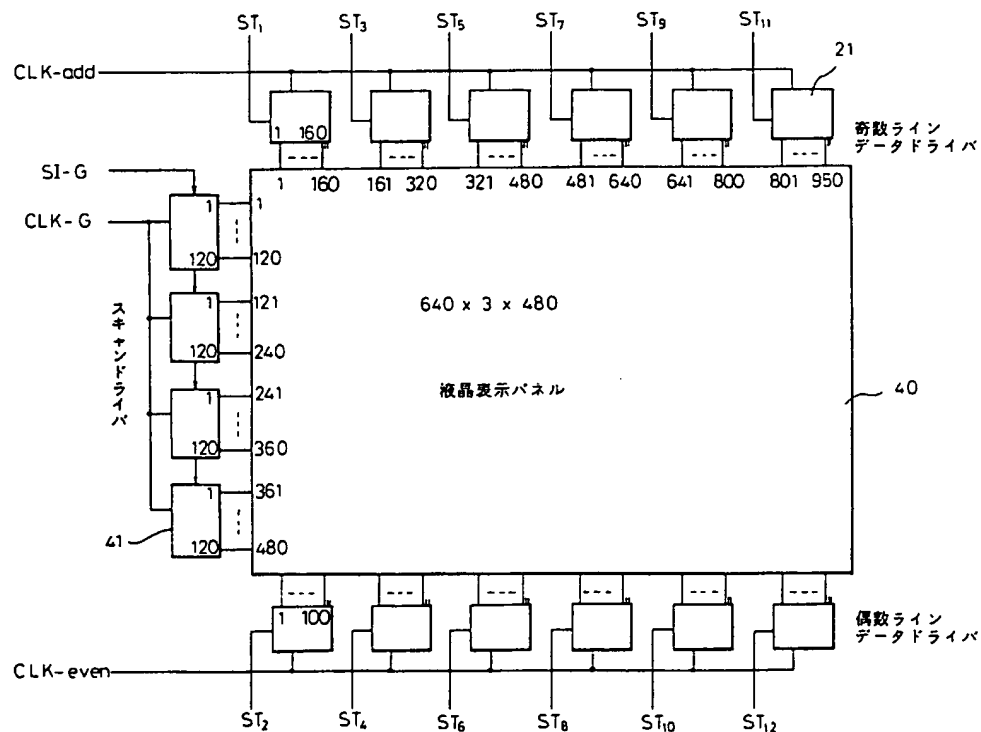 ST₁ ST₃ ST₅ ST₇ ST₉ ST₁₁
CLK-add
21
1 160
奇数ライン
データドライバ
1 160 161 320 321 480 481 640 641 800 801 950
SI-G
CLK-G
1 1
120 120
1 121
120 240
1 241
120 360
1 361
120 480
スキャンドライバ
41
640 x 3 x 480
液晶表示パネル
40
1 100
偶数ライン
データドライバ
CLK-even
ST₂ ST₄ ST₆ ST₈ ST₁₀ ST₁₂